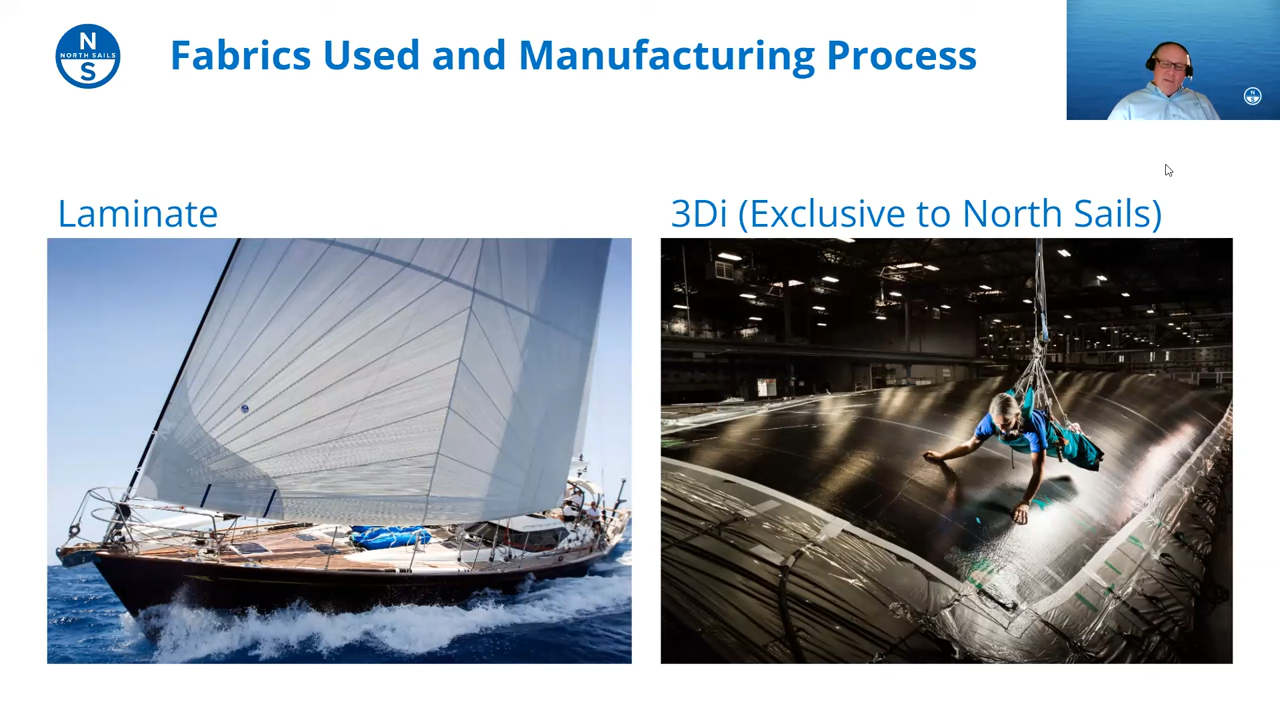 N
NORTH SAILS
S
Fabrics Used and Manufacturing Process
Laminate
3Di (Exclusive to North Sails)